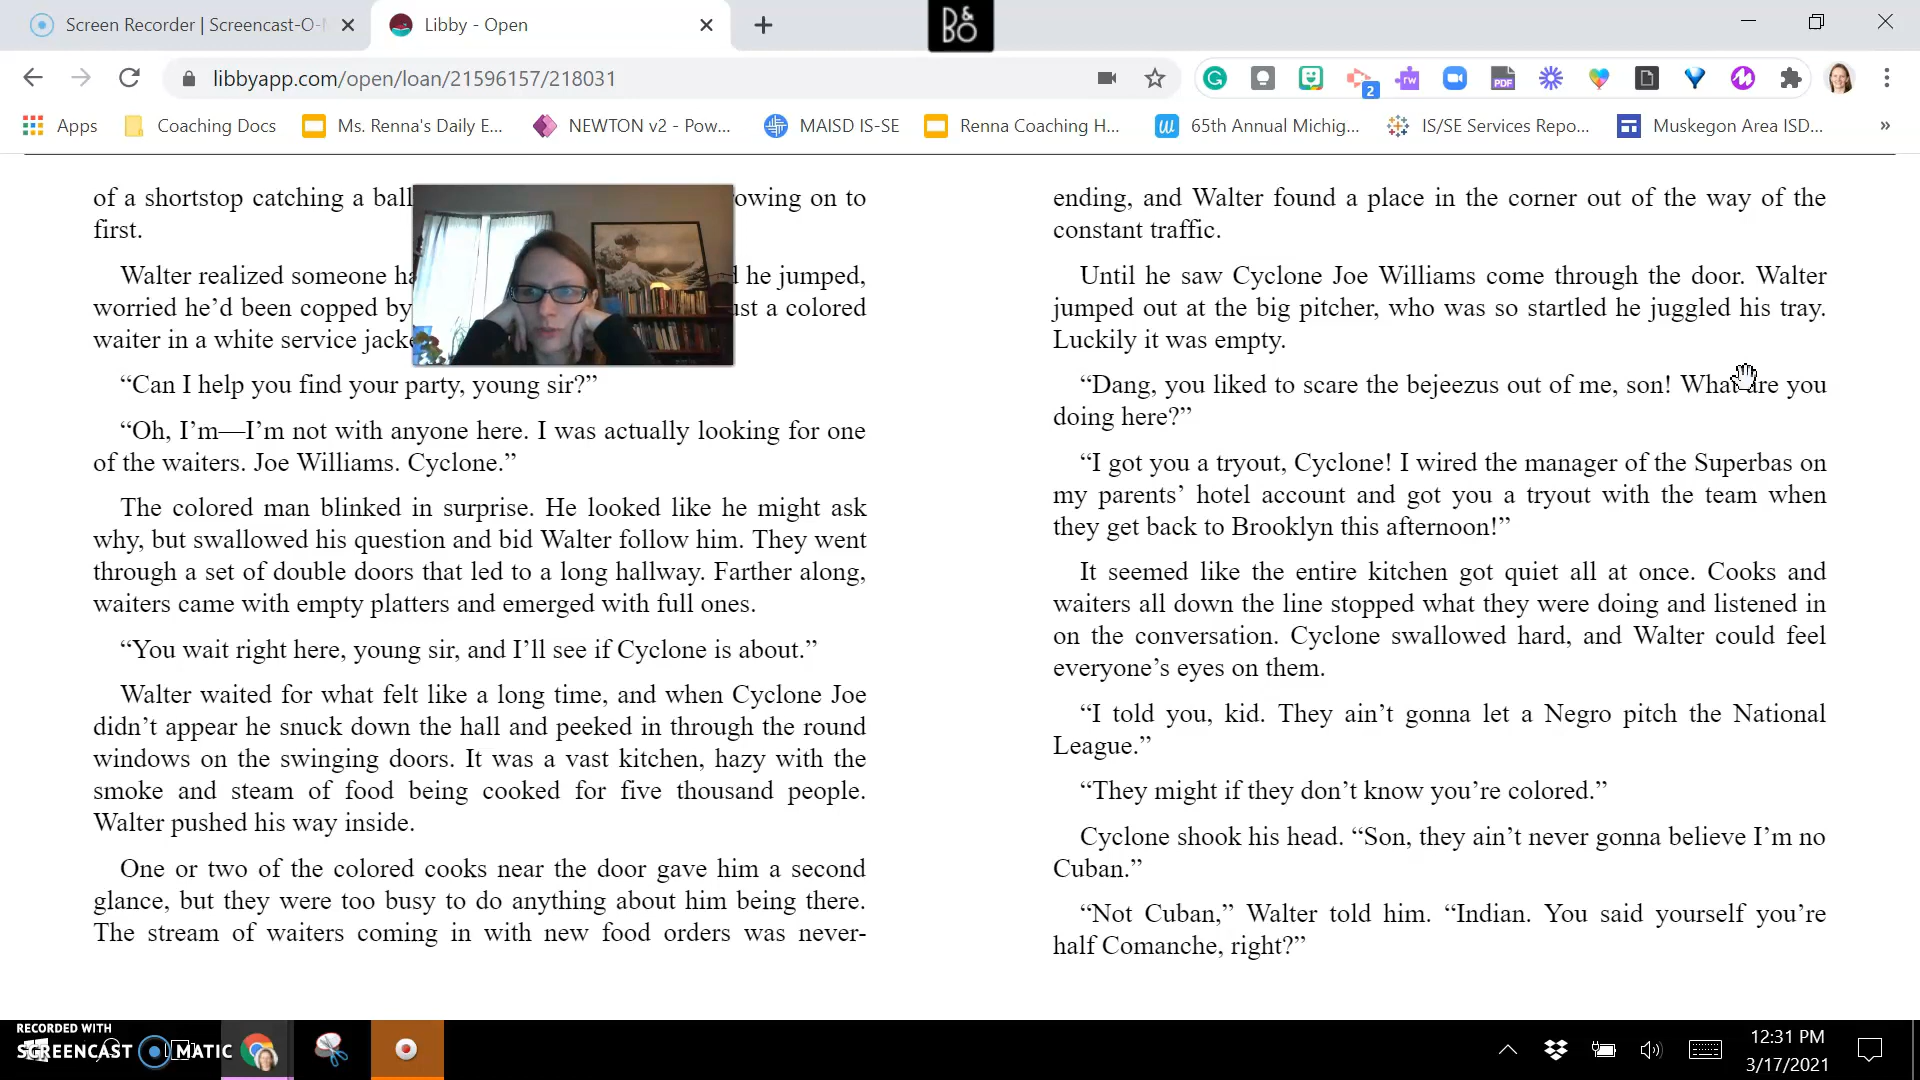 Screen Recorder | Screencast-O-
Libby - Open
B&O
libbyapp.com/open/loan/21596157/218031
2
rw
PDF
Apps
Coaching Docs
Ms. Renna's Daily E...
NEWTON v2 - Pow...
MAISD IS-SE
Renna Coaching H...
65th Annual Michig...
IS/SE Services Repo...
Muskegon Area ISD...
»
of a shortstop catching a ball owing on to
first.
Walter realized someone he jumped,
worried he’d been copped by a colored
waiter in a white service
“Can I help you find your party, young sir?”
“Oh, I’m—I’m not with anyone here. I was actually looking for one
of the waiters. Joe Williams. Cyclone.”
The colored man blinked in surprise. He looked like he might ask
why, but swallowed his question and bid Walter follow him. They went
through a set of double doors that led to a long hallway. Farther along,
waiters came with empty platters and emerged with full ones.
“You wait right here, young sir, and I’ll see if Cyclone is about.”
Walter waited for what felt like a long time, and when Cyclone Joe
didn’t appear he snuck down the hall and peeked in through the round
windows on the swinging doors. It was a vast kitchen, hazy with the
smoke and steam of food being cooked for five thousand people.
Walter pushed his way inside.
One or two of the colored cooks near the door gave him a second
glance, but they were too busy to do anything about him being there.
The stream of waiters coming in with new food orders was never-
ending, and Walter found a place in the corner out of the way of the
constant traffic.
Until he saw Cyclone Joe Williams come through the door. Walter
jumped out at the big pitcher, who was so startled he juggled his tray.
Luckily it was empty.
“Dang, you liked to scare the bejeezus out of me, son! What are you
doing here?”
“I got you a tryout, Cyclone! I wired the manager of the Superbas on
my parents’ hotel account and got you a tryout with the team when
they get back to Brooklyn this afternoon!”
It seemed like the entire kitchen got quiet all at once. Cooks and
waiters all down the line stopped what they were doing and listened in
on the conversation. Cyclone swallowed hard, and Walter could feel
everyone’s eyes on them.
“I told you, kid. They ain’t gonna let a Negro pitch the National
League.”
“They might if they don’t know you’re colored.”
Cyclone shook his head. “Son, they ain’t never gonna believe I’m no
Cuban.”
“Not Cuban,” Walter told him. “Indian. You said yourself you’re
half Comanche, right?”
RECORDED WITH
SCREENCAST MATIC
12:31 PM
3/17/2021